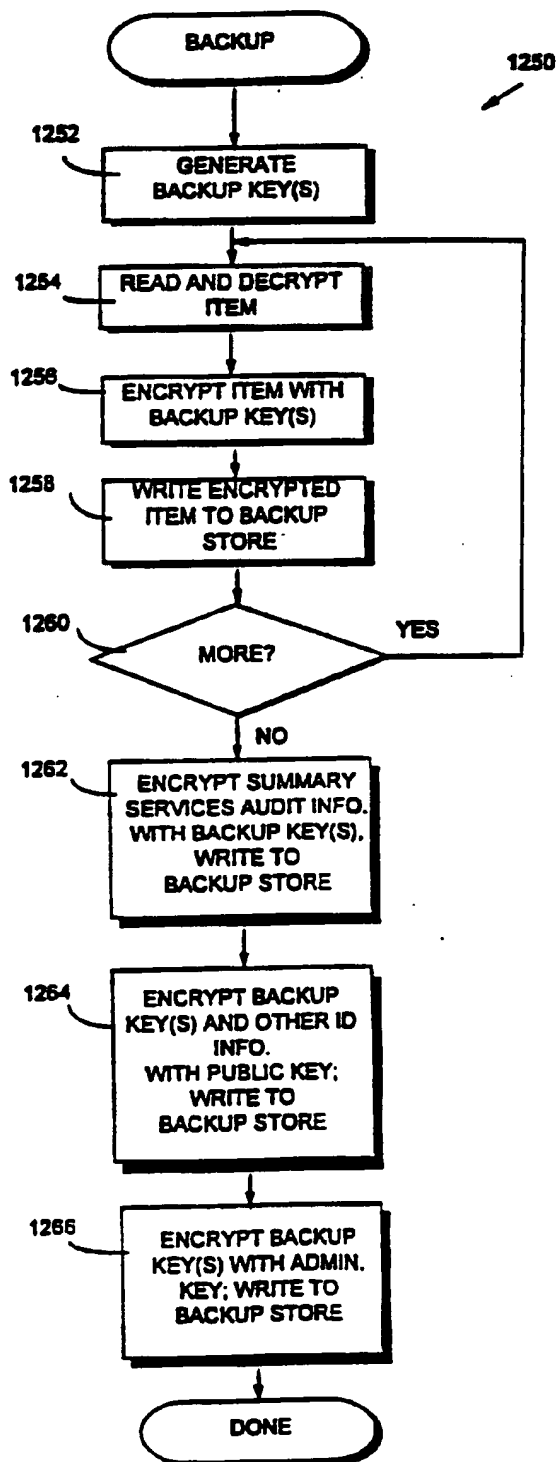 BACKUP
1250
1252
GENERATE
BACKUP KEY(S)
1254
READ AND DECRYPT
ITEM
1256
ENCRYPT ITEM WITH
BACKUP KEY(S)
1258
WRITE ENCRYPTED
ITEM TO BACKUP
STORE
1260
MORE?
YES
NO
1262
ENCRYPT SUMMARY
SERVICES AUDIT INFO.
WITH BACKUP KEY(S),
WRITE TO
BACKUP STORE
1264
ENCRYPT BACKUP
KEY(S) AND OTHER ID
INFO.
WITH PUBLIC KEY;
WRITE TO
BACKUP STORE
1266
ENCRYPT BACKUP
KEY(S) WITH ADMIN.
KEY; WRITE TO
BACKUP STORE
DONE